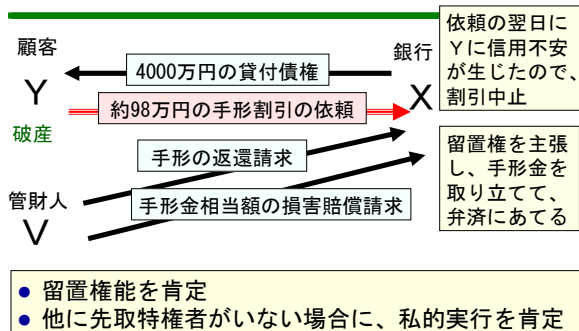 顧客
Y
破産
4000万円の貸付債権
銀行
X
約98万円の手形割引の依頼
依頼の翌日に
Yに信用不安
が生じたので、
割引中止
手形の返還請求
管財人
V
手形金相当額の損害賠償請求
留置権を主張
し、手形金を
取り立てて、
弁済にあてる
● 留置権能を肯定
● 他に先取特権者がいない場合に、私的実行を肯定